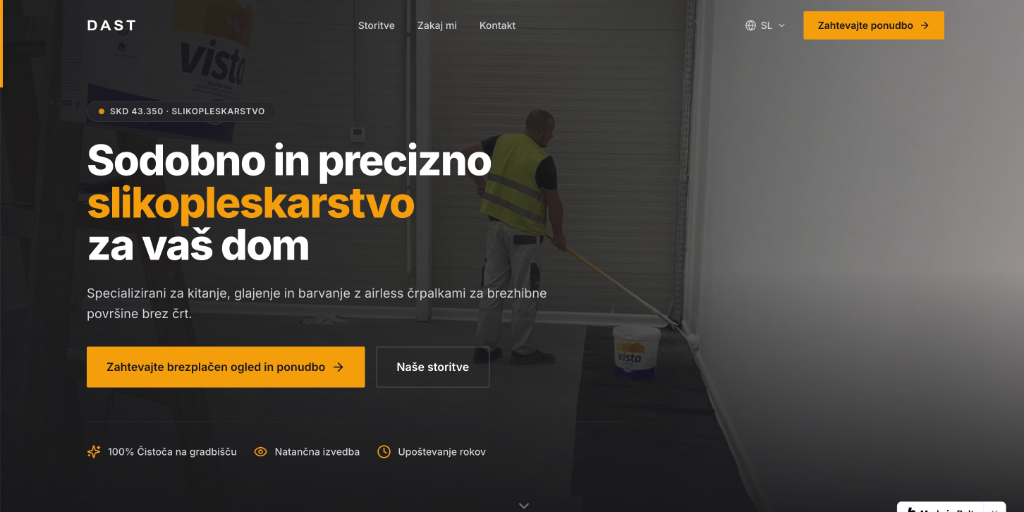 DAST
Storitve
Zakaj mi
Kontakt
SL
Zahtevajte ponudbo
vista
SKD 43.350 · SLIKOPLESKARSTVO
Sodobno in precizno
slikopleskarstvo
za vaš dom
Specializirani za kitanje, glajenje in barvanje z airless črpalkami za brezhibne
površine brez črt.
vista
Zahtevajte brezplačen ogled in ponudbo
Naše storitve
100% Čistoča na gradbišču
Natančna izvedba
Upoštevanje rokov